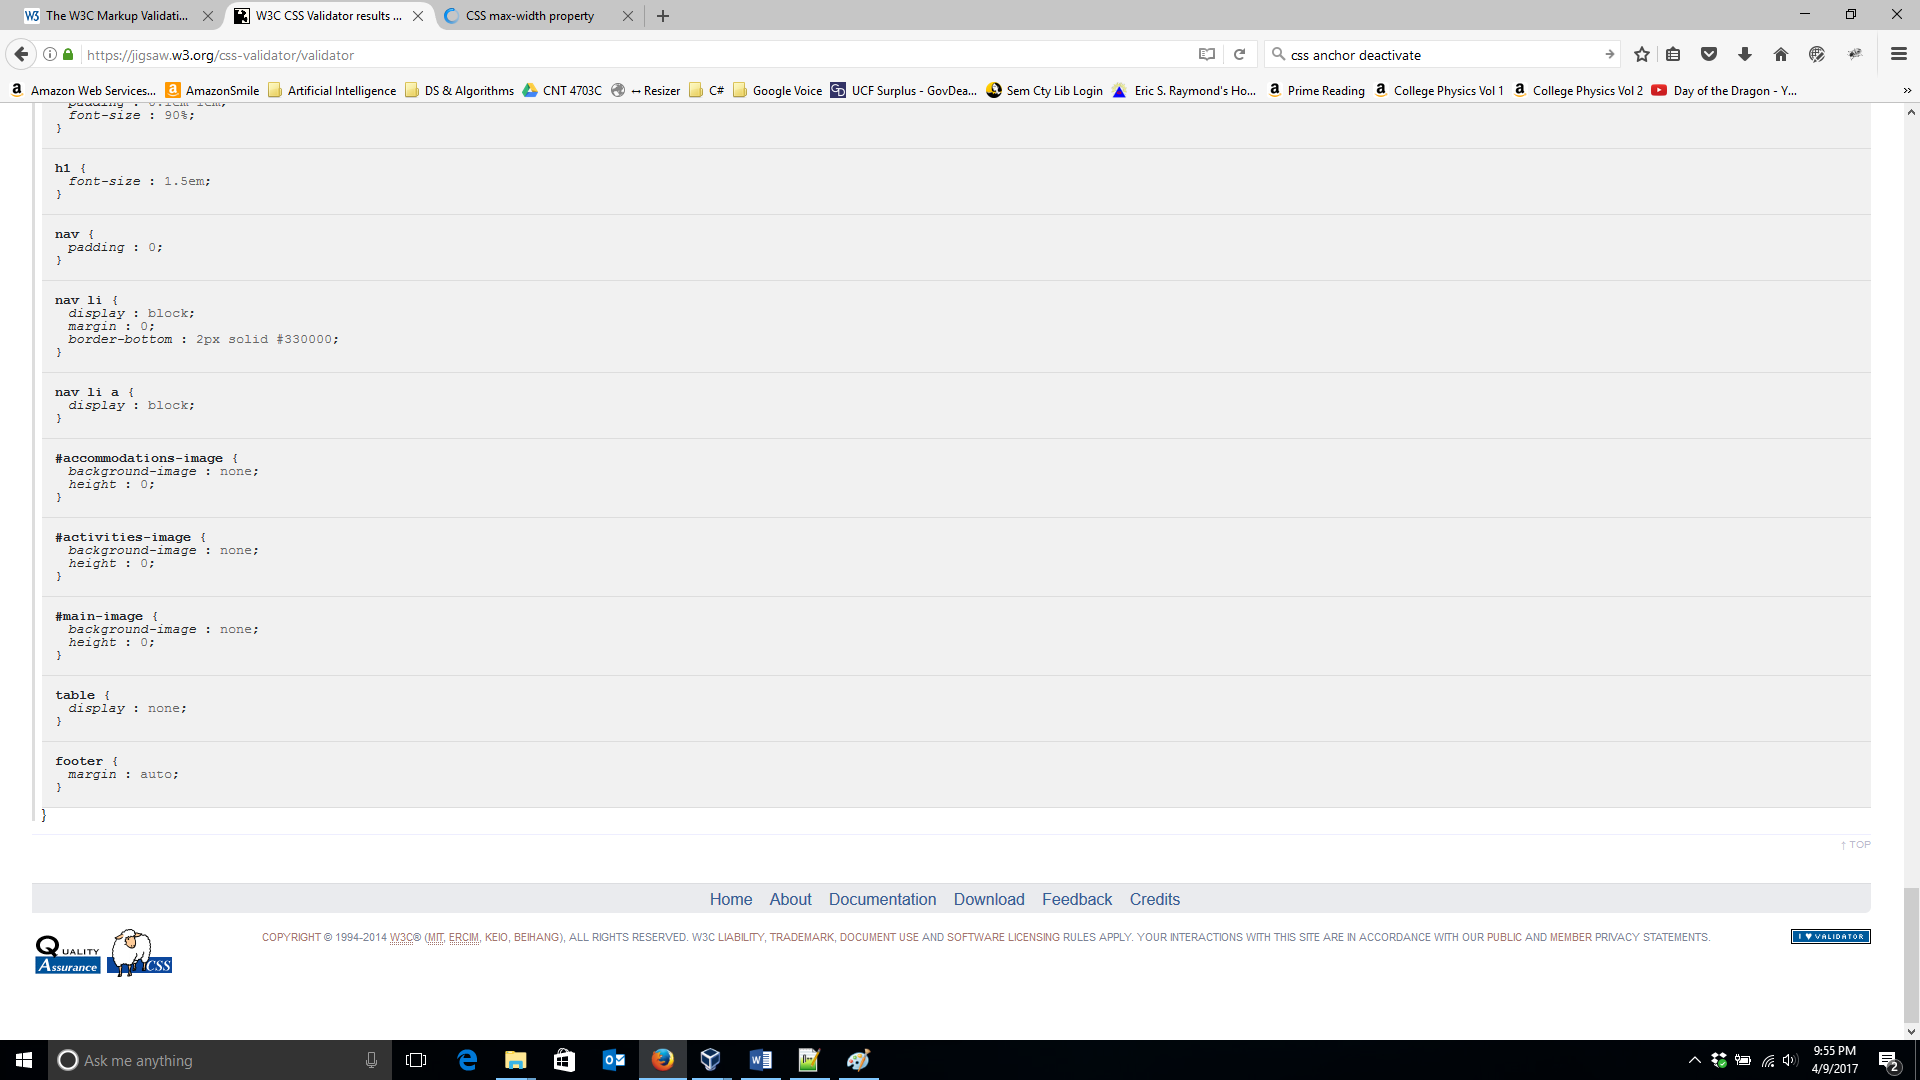 The W3C Markup Validati...
W3C CSS Validator results ...
CSS max-width property
https://jigsaw.w3.org/css-validator/validator
css anchor deactivate
Amazon Web Services...
AmazonSmile
Artificial Intelligence
DS & Algorithms
CNT 4703C
↔ Resizer
C#
Google Voice
UCF Surplus - GovDea...
Sem Cty Lib Login
Eric S. Raymond's Ho...
Prime Reading
College Physics Vol 1
College Physics Vol 2
Day of the Dragon - Y...
»
padding : 0.1em 1em;
font-size : 90%;
}
h1 {
font-size : 1.5em;
}
nav {
padding : 0;
}
nav li {
display : block;
margin : 0;
border-bottom : 2px solid #330000;
}
nav li a {
display : block;
}
#accommodations-image {
background-image : none;
height : 0;
}
#activities-image {
background-image : none;
height : 0;
}
#main-image {
background-image : none;
height : 0;
}
table {
display : none;
}
footer {
margin : auto;
}
}
↑ TOP
Home About Documentation Download Feedback Credits
QUALITY
Assurance
CSS
COPYRIGHT © 1994-2014 W3C® (MIT, ERCIM, KEIO, BEIHANG), ALL RIGHTS RESERVED. W3C LIABILITY, TRADEMARK, DOCUMENT USE AND SOFTWARE LICENSING RULES APPLY. YOUR INTERACTIONS WITH THIS SITE ARE IN ACCORDANCE WITH OUR PUBLIC AND MEMBER PRIVACY STATEMENTS.
I ♥ VALIDATOR
Ask me anything
9:55 PM
4/9/2017
2